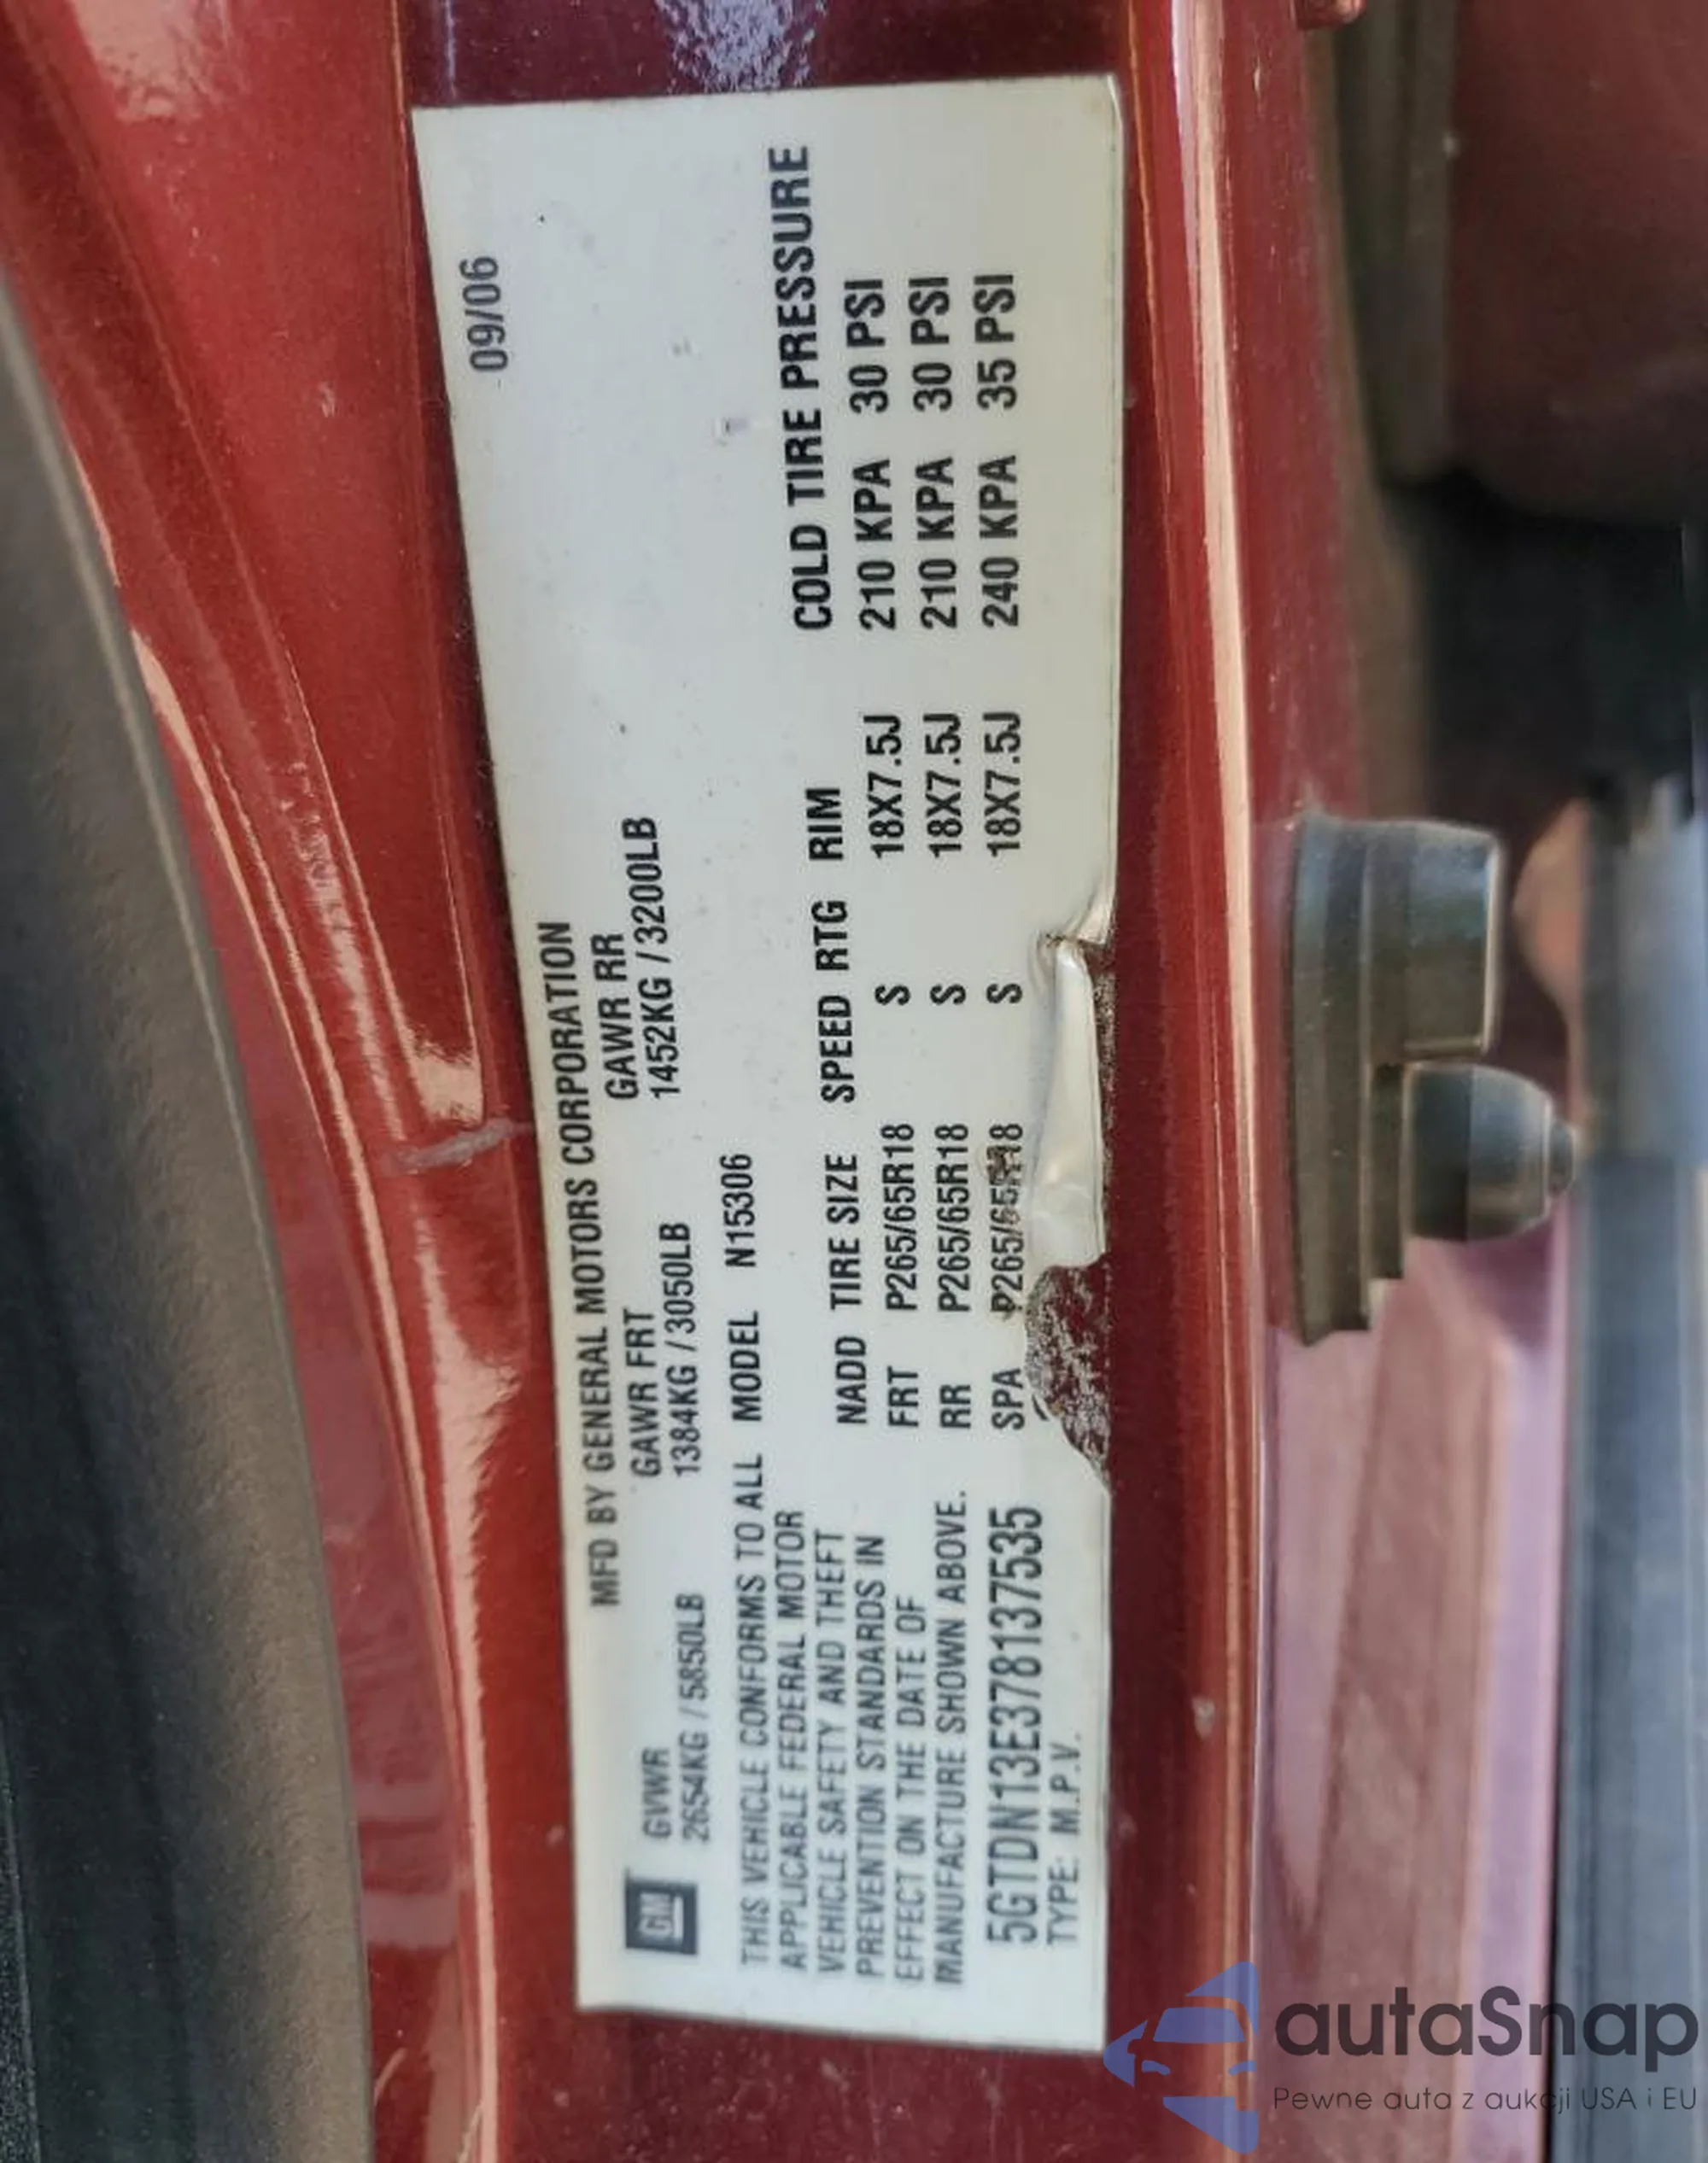 09/06
MFD BY GENERAL MOTORS CORPORATION
GM
GVWR GAWR FRT GAWR RR
2654KG / 5850LB 1384KG / 3050LB 1452KG / 3200LB
THIS VEHICLE CONFORMS TO ALL
APPLICABLE FEDERAL MOTOR
VEHICLE SAFETY AND THEFT
PREVENTION STANDARDS IN
EFFECT ON THE DATE OF
MANUFACTURE SHOWN ABOVE.
5GTDN13E378137535
TYPE: M.P.V.
MODEL N15306
NADD TIRE SIZE SPEED RTG RIM COLD TIRE PRESSURE
FRT P265/65R18 S 18X7.5J 210 KPA 30 PSI
RR P265/65R18 S 18X7.5J 210 KPA 30 PSI
SPA P265/65R18 S 18X7.5J 240 KPA 35 PSI
autaSnap
Pewne auta z aukcji USA i EU